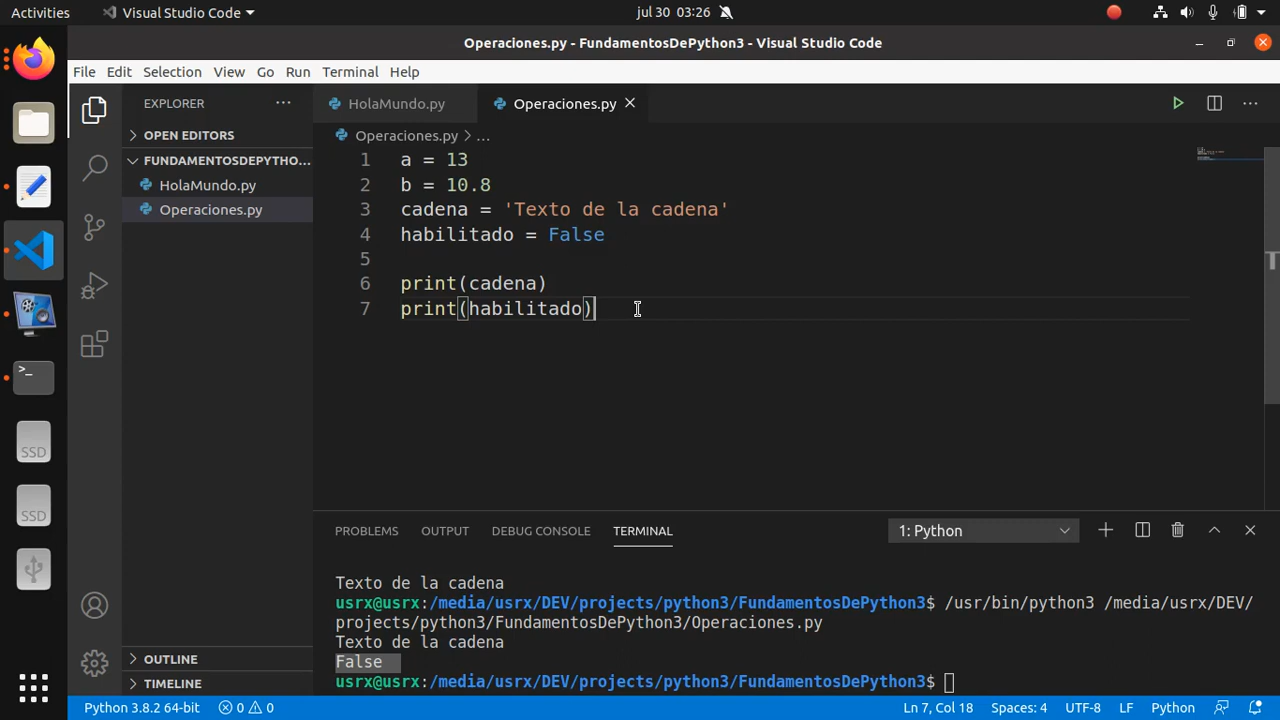 Activities Visual Studio Code jul 30 03:26
Operaciones.py - FundamentosDePython3 - Visual Studio Code
File Edit Selection View Go Run Terminal Help
EXPLORER ... HolaMundo.py Operaciones.py
OPEN EDITORS
Operaciones.py > ...
FUNDAMENTOSDEPYTHO...
HolaMundo.py
Operaciones.py
1 a = 13
2 b = 10.8
3 cadena = 'Texto de la cadena'
4 habilitado = False
5
6 print(cadena)
7 print(habilitado)
SSD
SSD
PROBLEMS OUTPUT DEBUG CONSOLE TERMINAL 1: Python
Texto de la cadena
usrx@usrx:/media/usrx/DEV/projects/python3/FundamentosDePython3$ /usr/bin/python3 /media/usrx/DEV/
projects/python3/FundamentosDePython3/Operaciones.py
Texto de la cadena
False
usrx@usrx:/media/usrx/DEV/projects/python3/FundamentosDePython3$
OUTLINE
TIMELINE
Python 3.8.2 64-bit 0 0 Ln 7, Col 18 Spaces: 4 UTF-8 LF Python